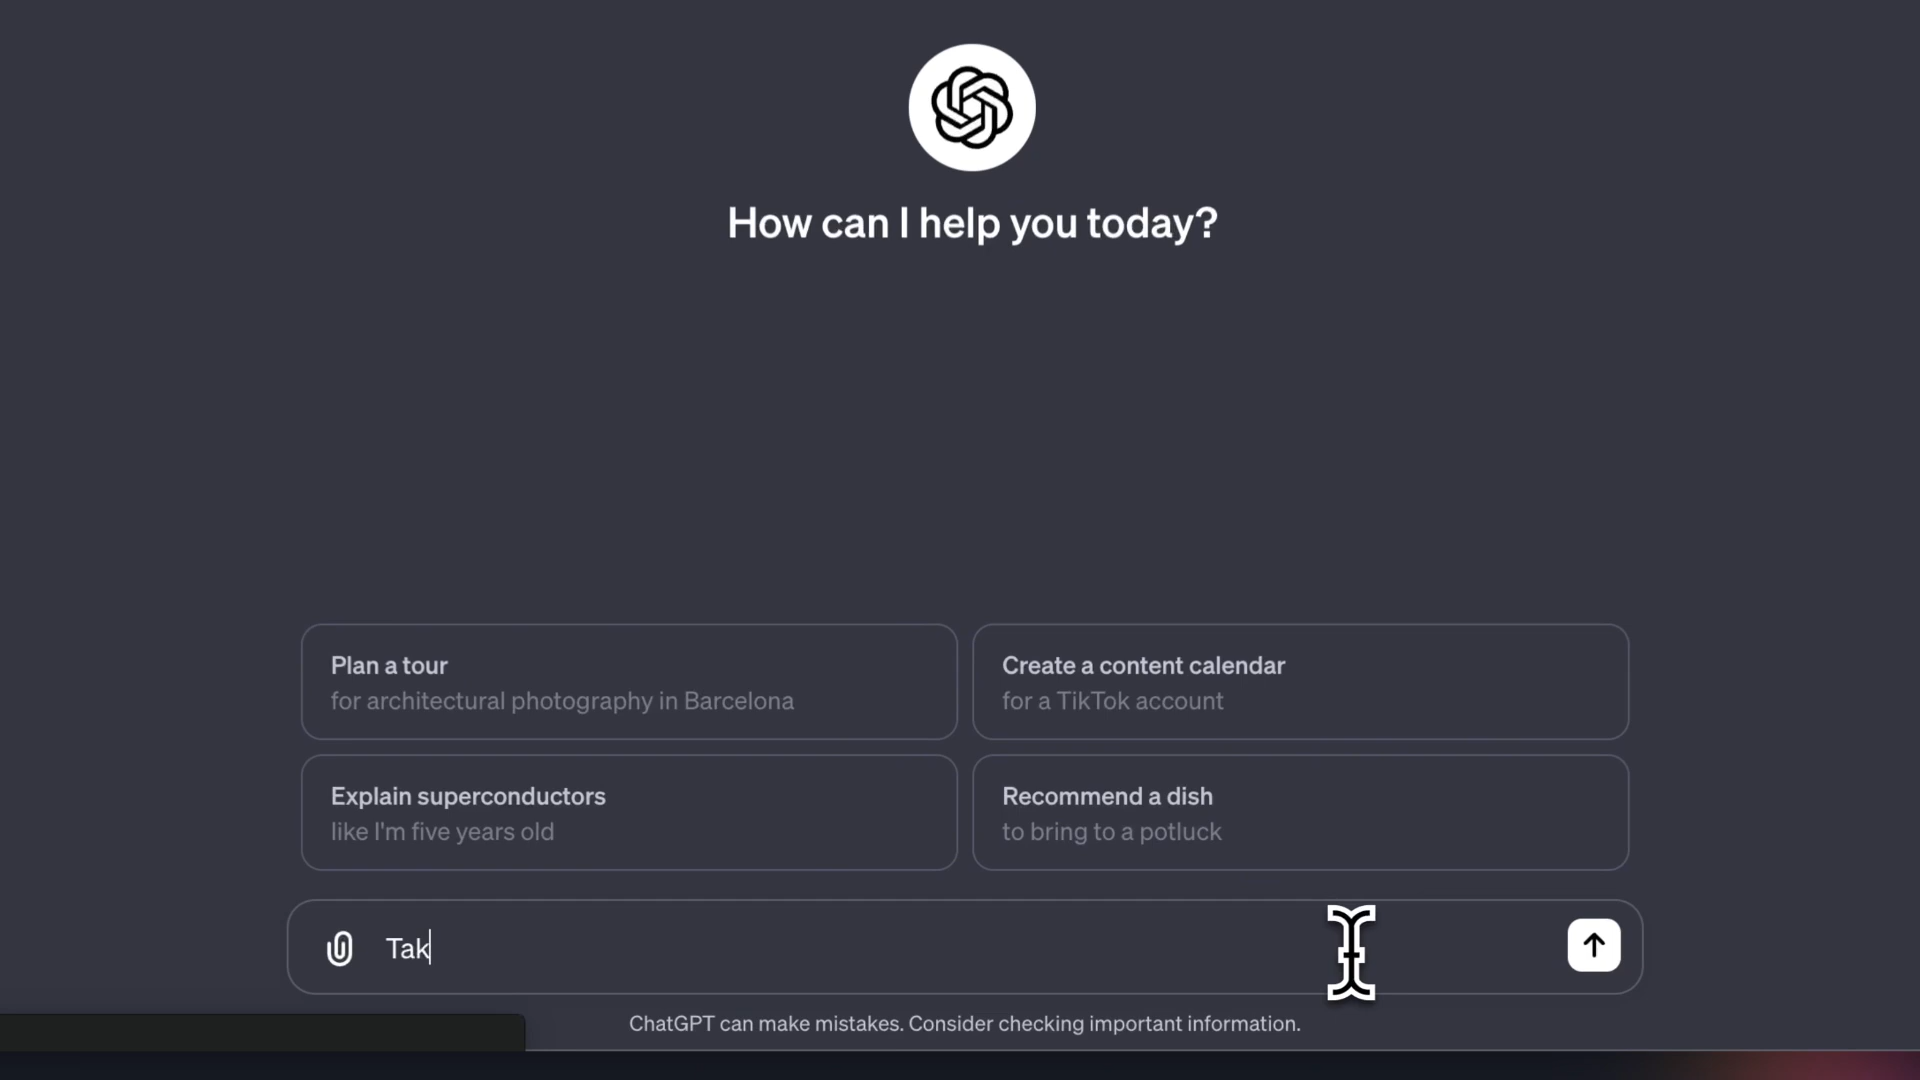 How can I help you today?
Plan a tour
for architectural photography in Barcelona
Create a content calendar
for a TikTok account
Explain superconductors
like I'm five years old
Recommend a dish
to bring to a potluck
Tak
ChatGPT can make mistakes. Consider checking important information.